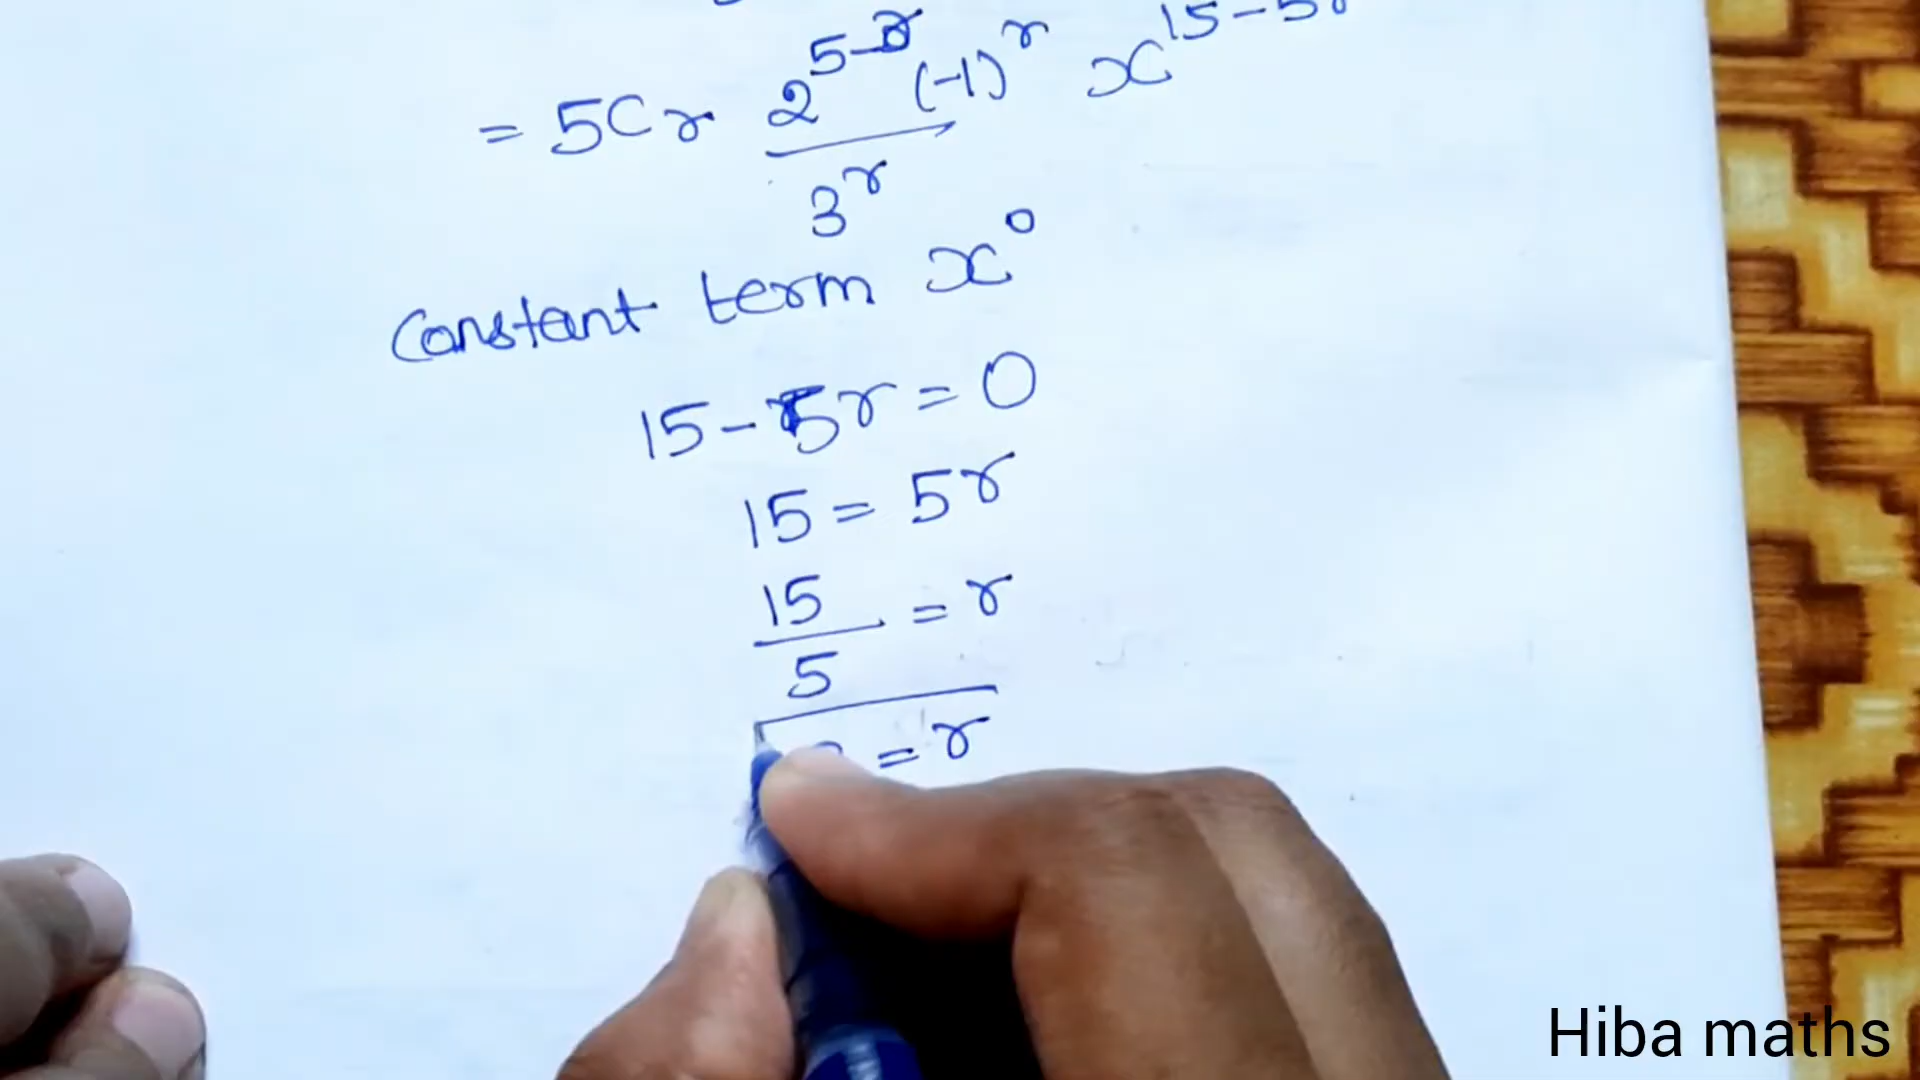 = 5Cr 2^(5-r) (-1)^r x^(15-5r)
3^r
Constant term x^0
15-5r=0
15=5r
15 = r
5
=r
Hiba maths